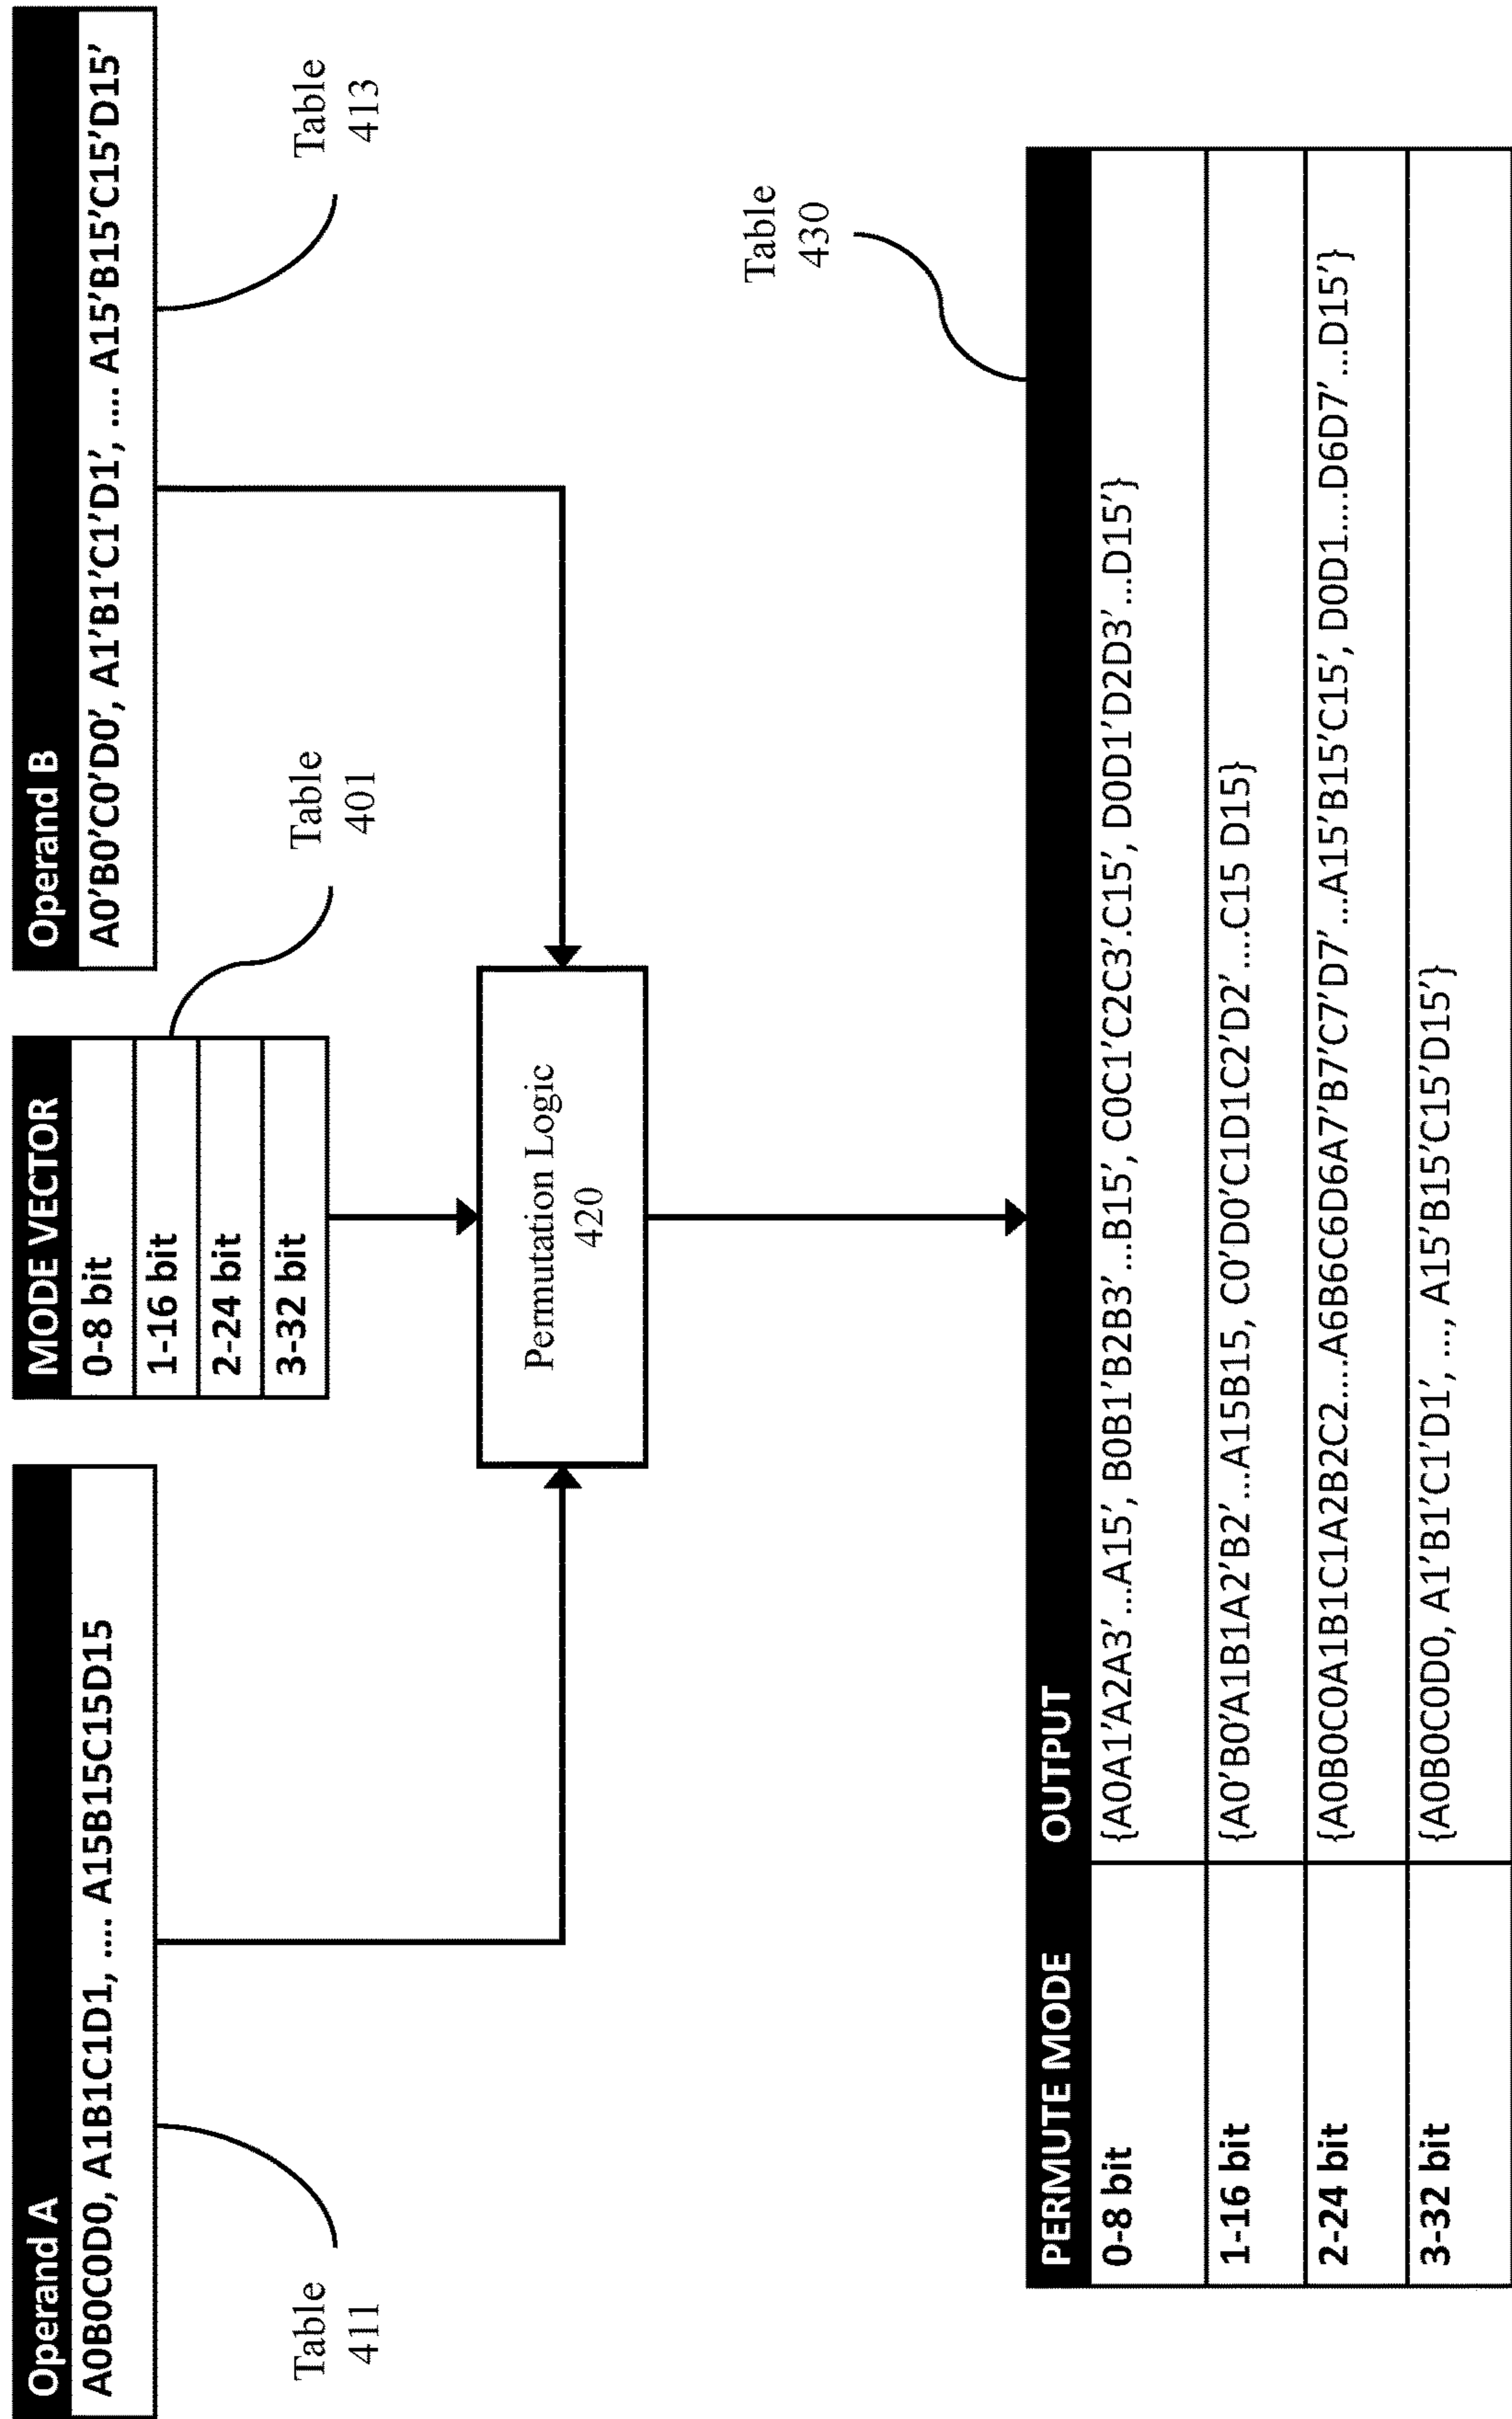 Operand A
A0B0C0D0, A1B1C1D1, .... A15B15C15D15
MODE VECTOR
0-8 bit
1-16 bit
2-24 bit
3-32 bit
Operand B
A0’B0’C0’D0’, A1’B1’C1’D1’, .... A15’B15’C15’D15’
Table
411
Table
401
Table
413
Permutation Logic
420
Table
430
PERMUTE MODE OUTPUT
0-8 bit {A0A1’A2A3’...A15’, B0B1’B2B3’...B15’, C0C1’C2C3’.C15’, D0D1’D2D3’...D15’}
1-16 bit {A0’B0’A1B1A2’B2’...A15B15, C0’D0’C1D1C2’D2’....C15 D15}
2-24 bit {A0B0C0A1B1C1A2B2C2....A6B6C6D6A7’B7’C7’D7’...A15’B15’C15’, D0D1....D6D7’...D15’}
3-32 bit {A0B0C0D0, A1’B1’C1’D1’, ..., A15’B15’C15’D15’}